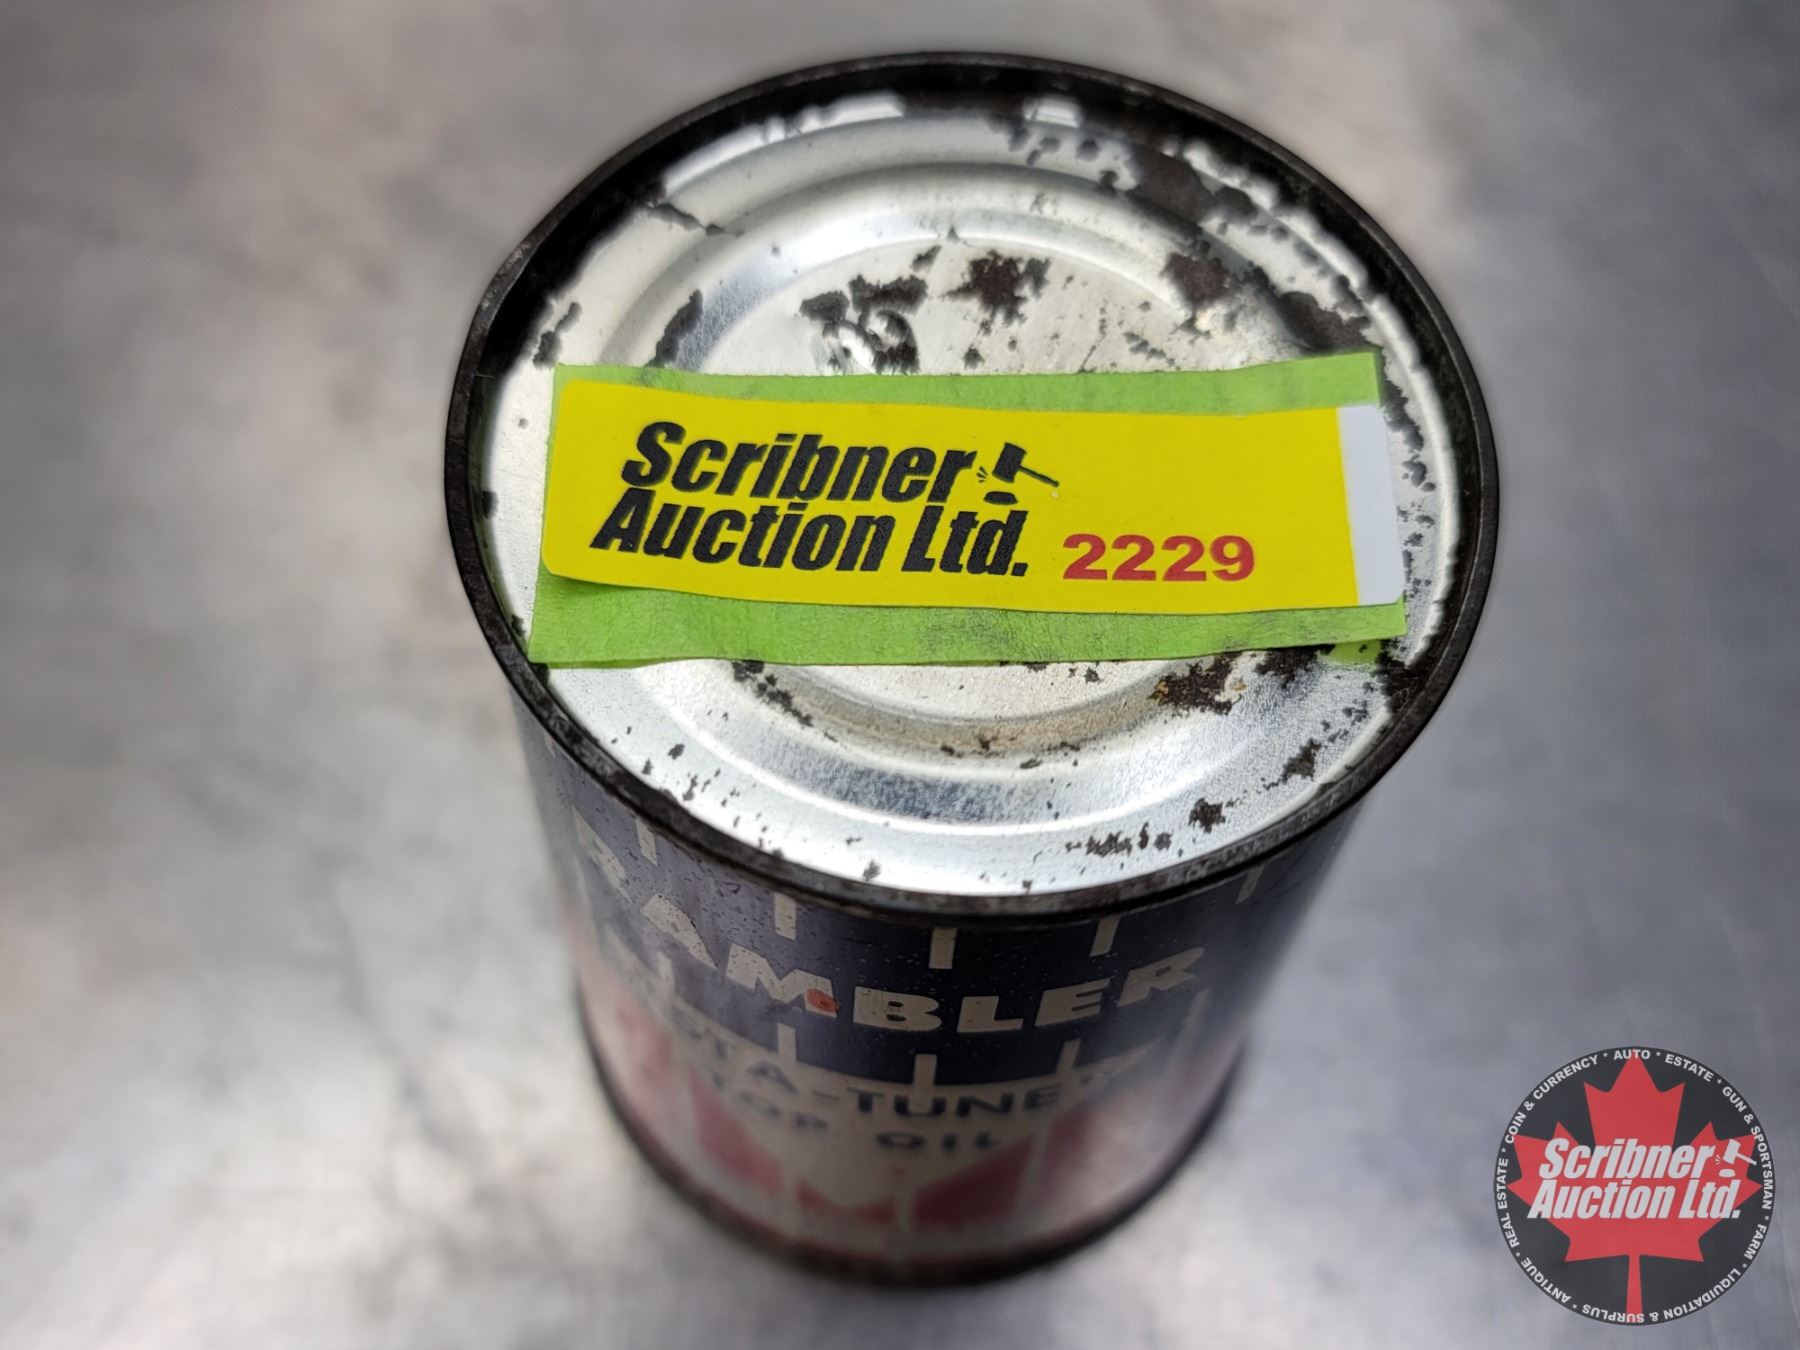 Scribner
Auction Ltd. 2229
RAMBLER
TA-TUNE
TOP OIL
COIN & CURRENCY * AUTO * ESTATE * GUN & SPORTSMAN * FARM * LIQUIDATION & SURPLUS * ANTIQUE * REAL ESTATE *
Scribner
Auction Ltd.